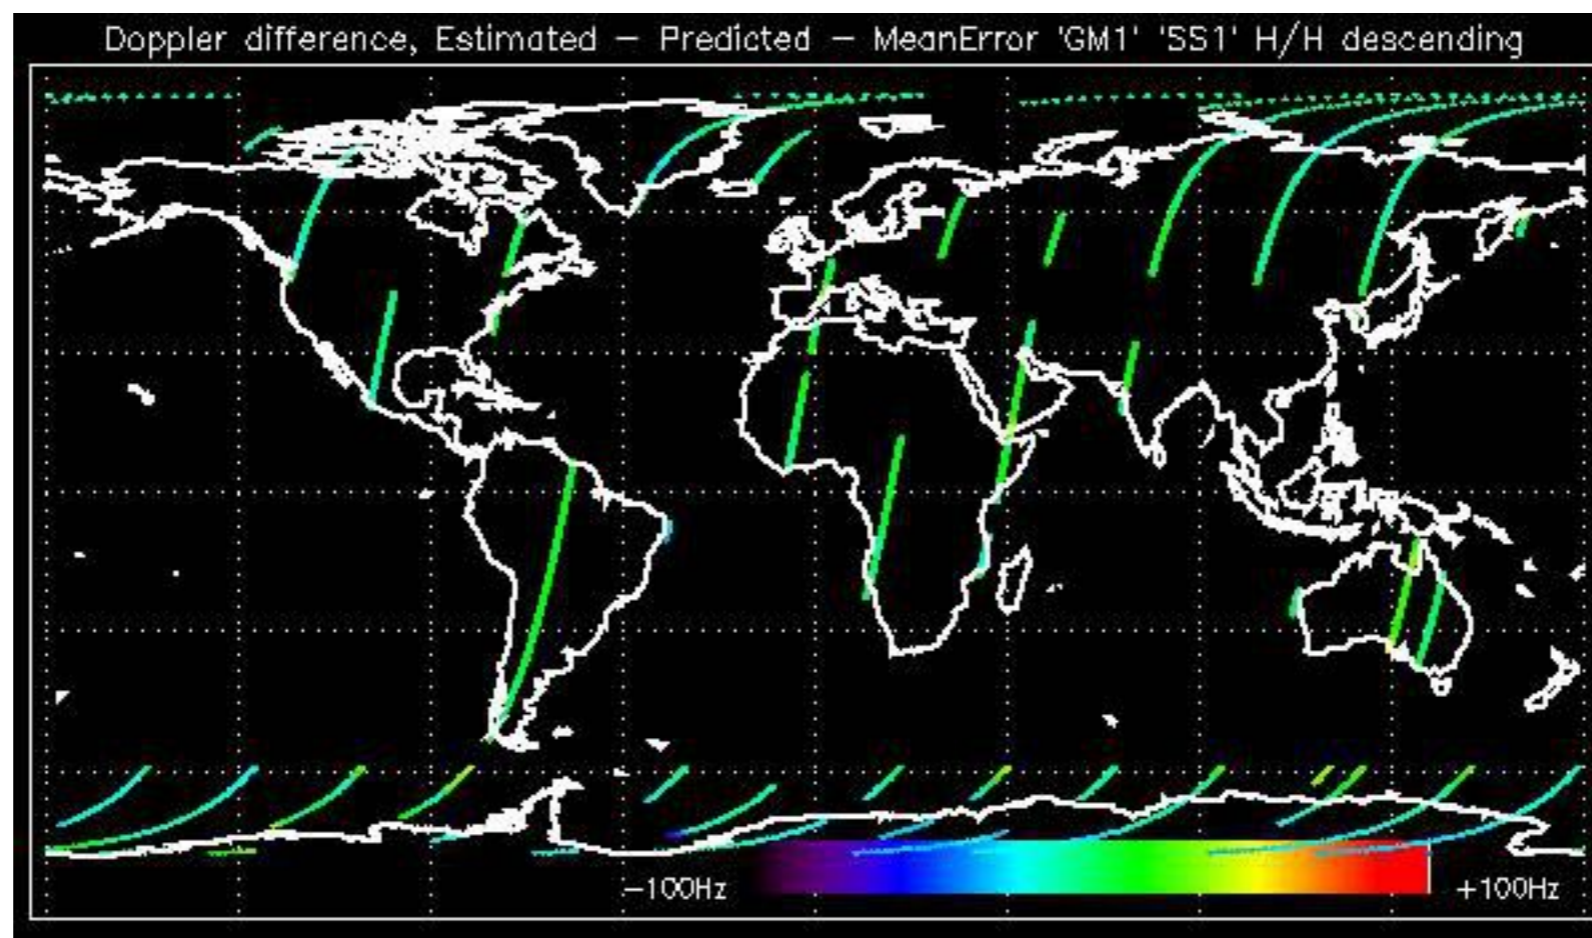 Doppler difference, Estimated – Predicted – MeanError 'GM1' 'SS1' H/H descending
–100Hz +100Hz